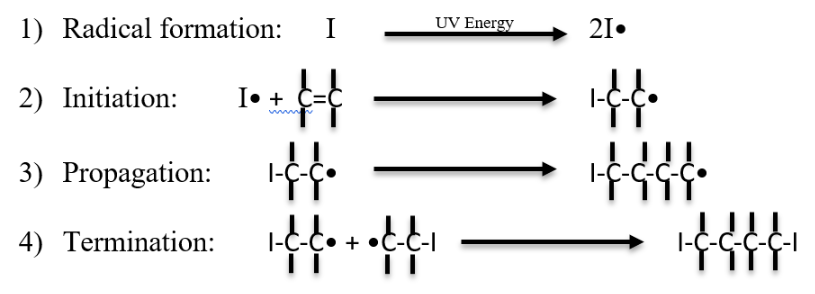 1) Radical formation: I UV Energy 2I•
2) Initiation: I• + C=C I-C-C•
3) Propagation: I-C-C• I-C-C-C-C•
4) Termination: I-C-C• + •C-C-I I-C-C-C-C-I